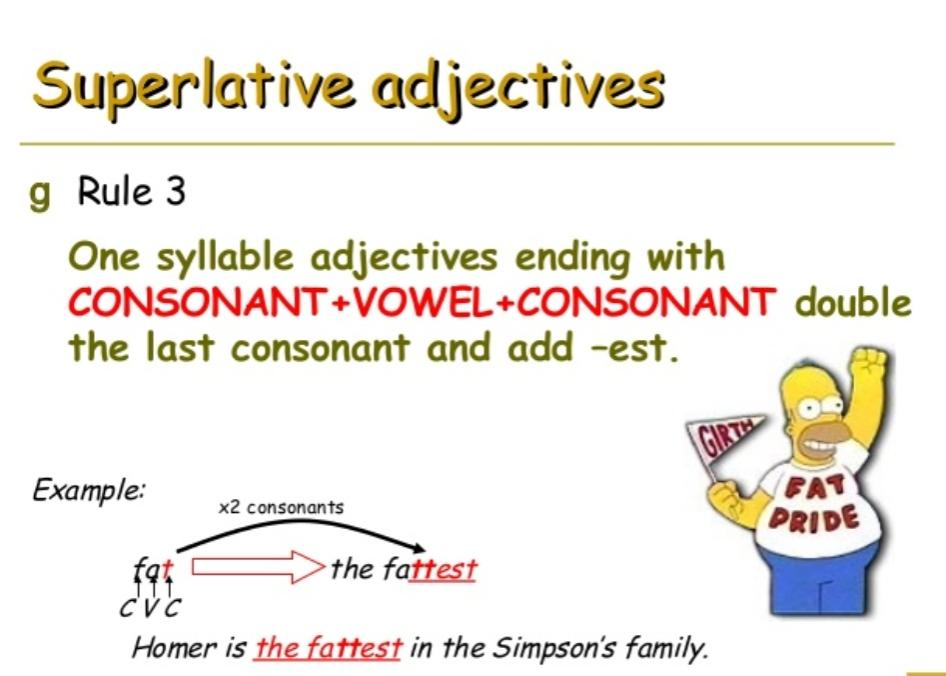 Superlative adjectives
g Rule 3
One syllable adjectives ending with
CONSONANT+VOWEL+CONSONANT double
the last consonant and add –est.
GIRTH
FAT
PRIDE
Example:
x2 consonants
fat the fattest
C V C
Homer is the fattest in the Simpson's family.